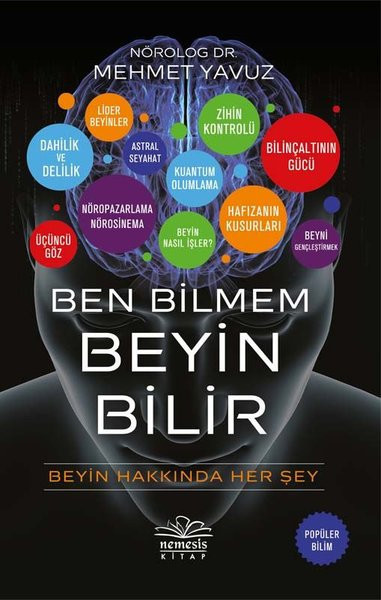 NÖROLOG DR.
MEHMET YAVUZ
LİDER
BEYİNLER
ZİHİN
KONTROLÜ
DAHİLİK
VE
DELİLİK
ASTRAL
SEYAHAT
BİLİNÇALTININ
GÜCÜ
KUANTUM
OLUMLAMA
NÖROPAZARLAMA
NÖROSİNEMA
HAFIZANIN
KUSURLARI
ÜÇÜNCÜ
GÖZ
BEYİN
NASIL İŞLER?
BEYNİ
GENÇLEŞTİRMEK
BEN BİLMEM
BEYİN
BİLİR
BEYİN HAKKINDA HER ŞEY
POPÜLER
BİLİM
nemesis
KİTAP